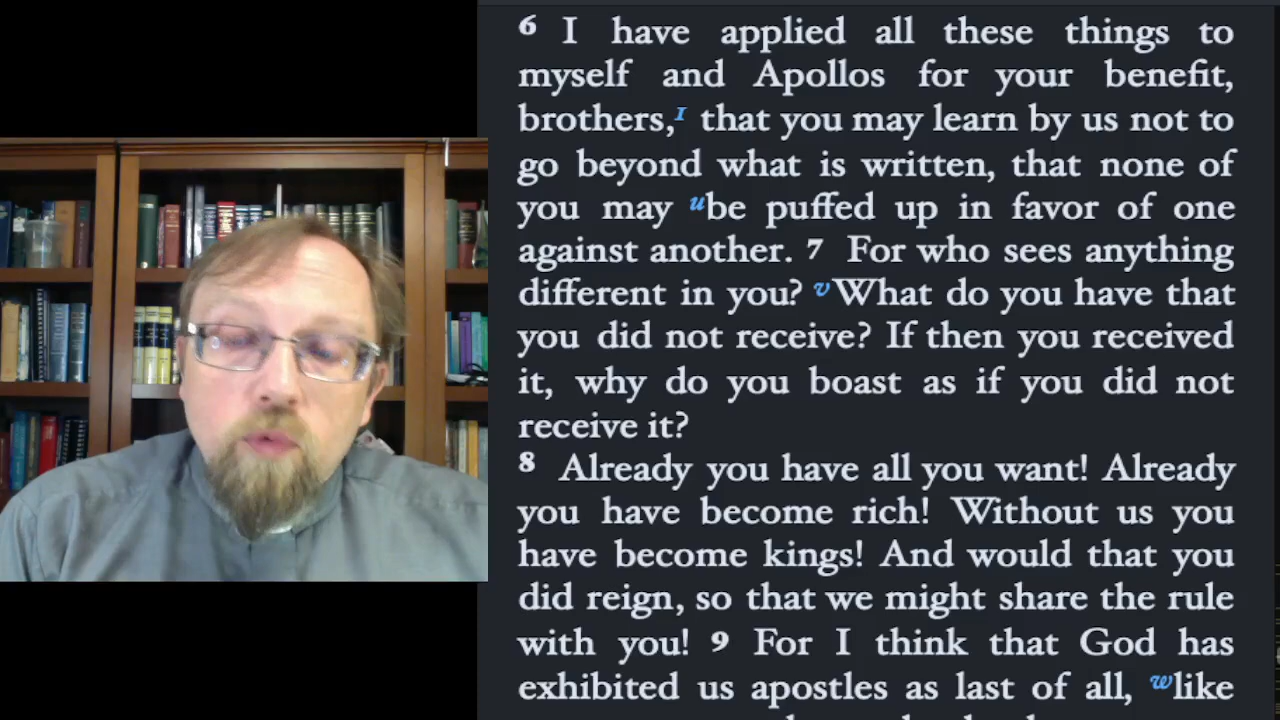 6 I have applied all these things to
myself and Apollos for your benefit,
brothers,1 that you may learn by us not to
go beyond what is written, that none of
you may ube puffed up in favor of one
against another. 7 For who sees anything
different in you? vWhat do you have that
you did not receive? If then you received
it, why do you boast as if you did not
receive it?
8 Already you have all you want! Already
you have become rich! Without us you
have become kings! And would that you
did reign, so that we might share the rule
with you! 9 For I think that God has
exhibited us apostles as last of all, wlike